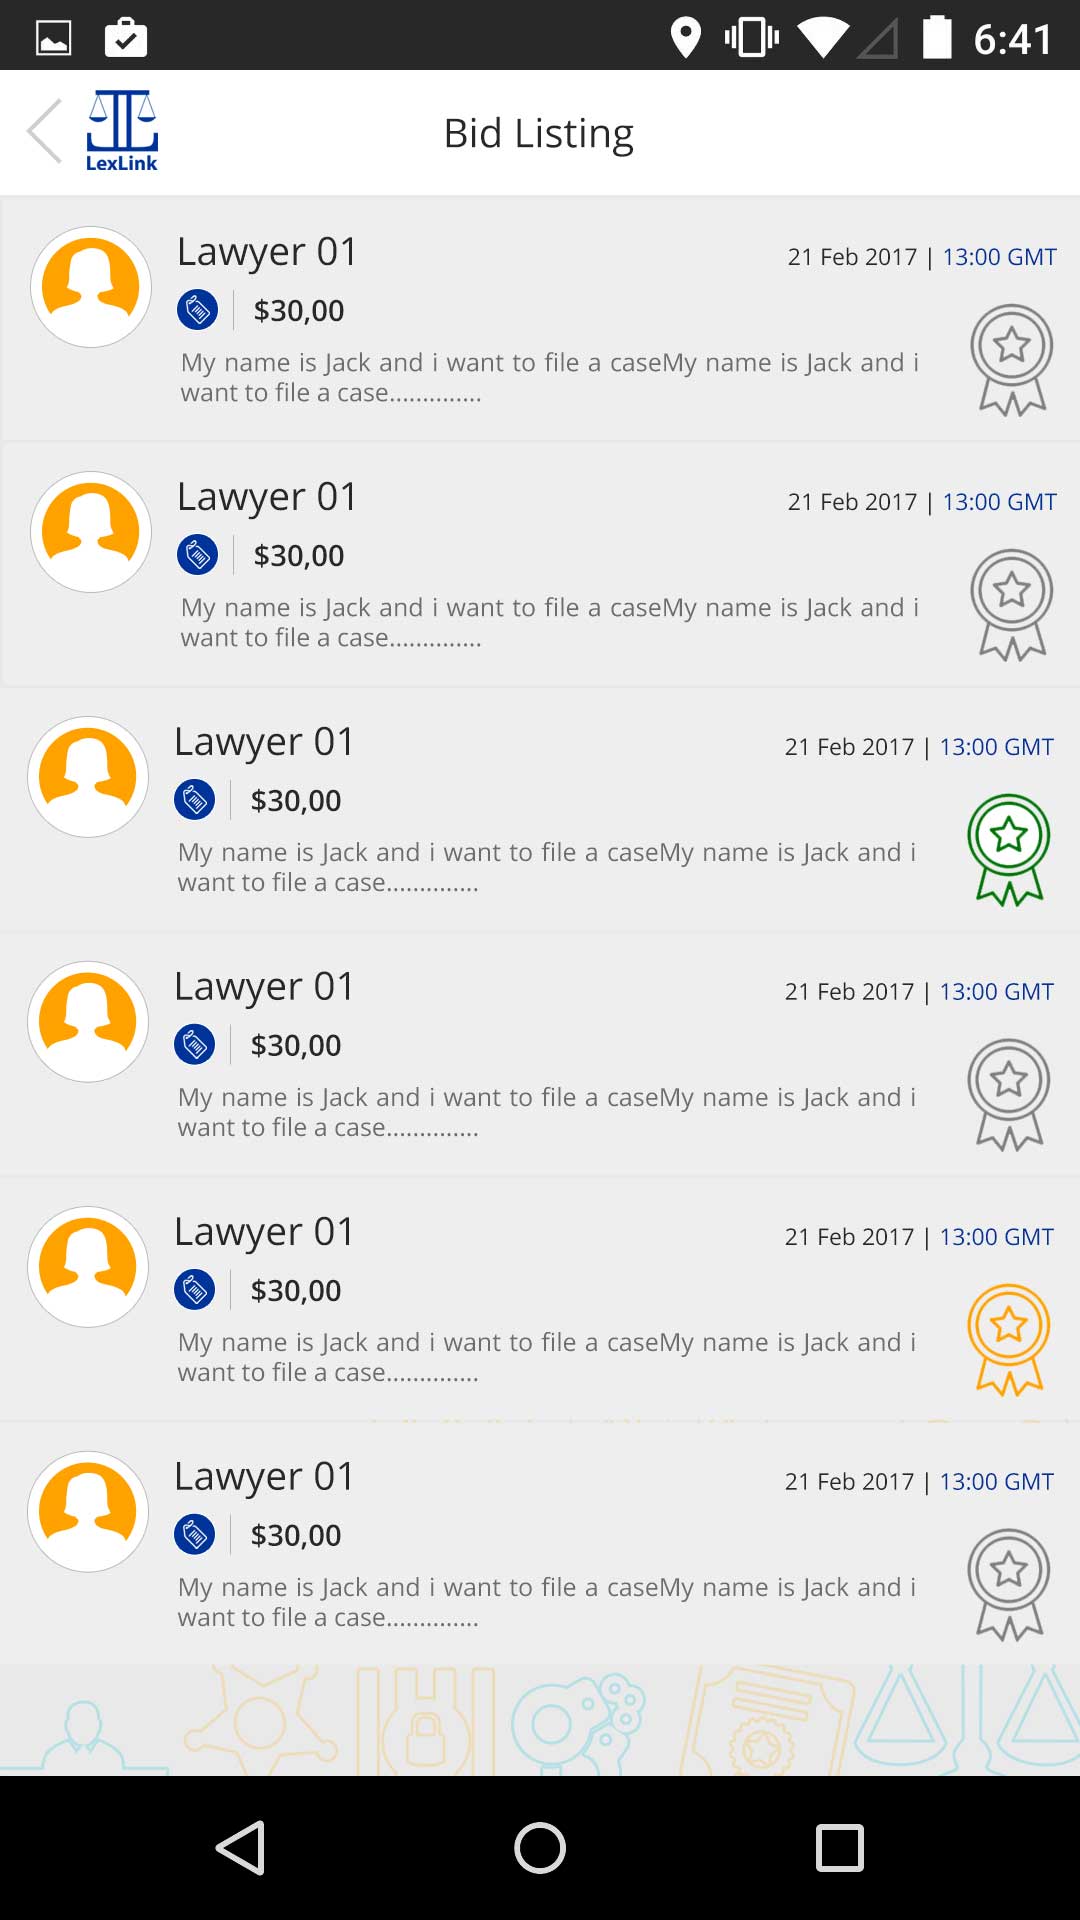 6:41
LexLink
Bid Listing
Lawyer 01
21 Feb 2017 | 13:00 GMT
$30,00
My name is Jack and i want to file a caseMy name is Jack and i
want to file a case..............
Lawyer 01
21 Feb 2017 | 13:00 GMT
$30,00
My name is Jack and i want to file a caseMy name is Jack and i
want to file a case..............
Lawyer 01
21 Feb 2017 | 13:00 GMT
$30,00
My name is Jack and i want to file a caseMy name is Jack and i
want to file a case..............
Lawyer 01
21 Feb 2017 | 13:00 GMT
$30,00
My name is Jack and i want to file a caseMy name is Jack and i
want to file a case..............
Lawyer 01
21 Feb 2017 | 13:00 GMT
$30,00
My name is Jack and i want to file a caseMy name is Jack and i
want to file a case..............
Lawyer 01
21 Feb 2017 | 13:00 GMT
$30,00
My name is Jack and i want to file a caseMy name is Jack and i
want to file a case..............